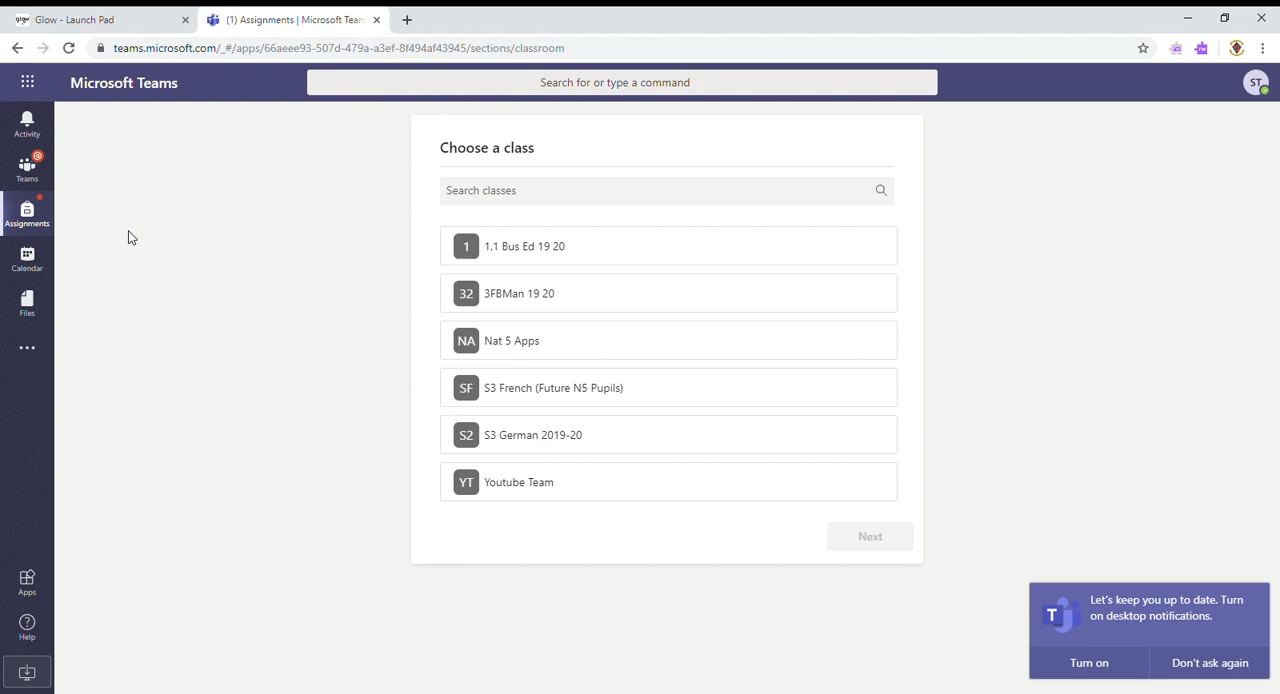 glow Glow - Launch Pad
(1) Assignments | Microsoft Team
teams.microsoft.com/_#/apps/66aeee93-507d-479a-a3ef-8f494af43945/sections/classroom
Microsoft Teams
Search for or type a command
ST
Activity
Teams
Assignments
Calendar
Files
Apps
Help
Choose a class
Search classes
1 1.1 Bus Ed 19 20
32 3FBMan 19 20
NA Nat 5 Apps
SF S3 French (Future N5 Pupils)
S2 S3 German 2019-20
YT Youtube Team
Next
T
Let's keep you up to date. Turn
on desktop notifications.
Turn on
Don't ask again